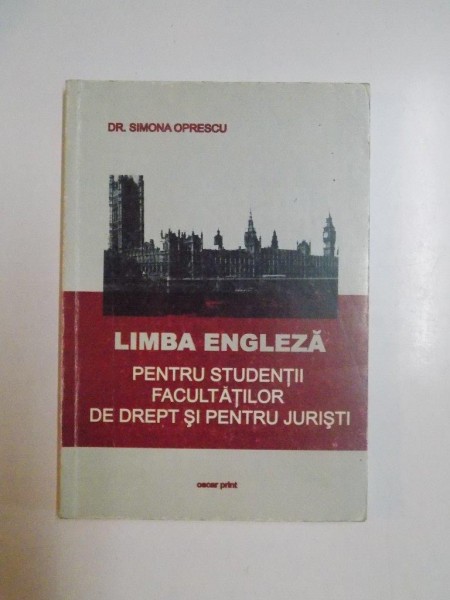 DR. SIMONA OPRESCU
LIMBA ENGLEZĂ
PENTRU STUDENȚII
FACULTĂȚILOR
DE DREPT ȘI PENTRU JURIȘTI
oscar print